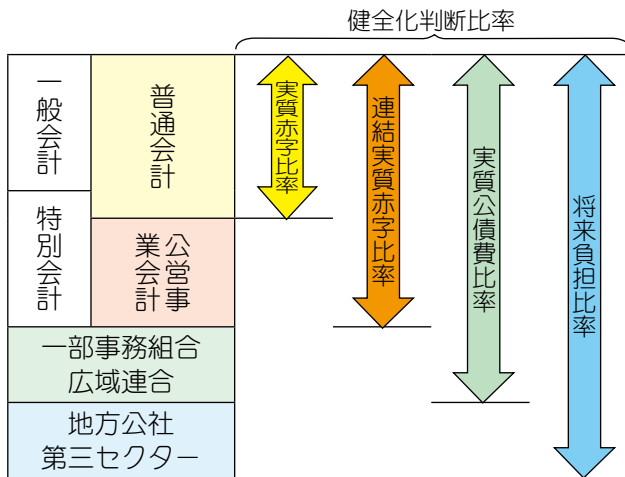 健全化判断比率
一般会計
普通会計
特別会計
公営事
業会計
一部事務組合
広域連合
地方公社
第三セクター
実質赤字比率
連結実質赤字比率
実質公債費比率
将来負担比率